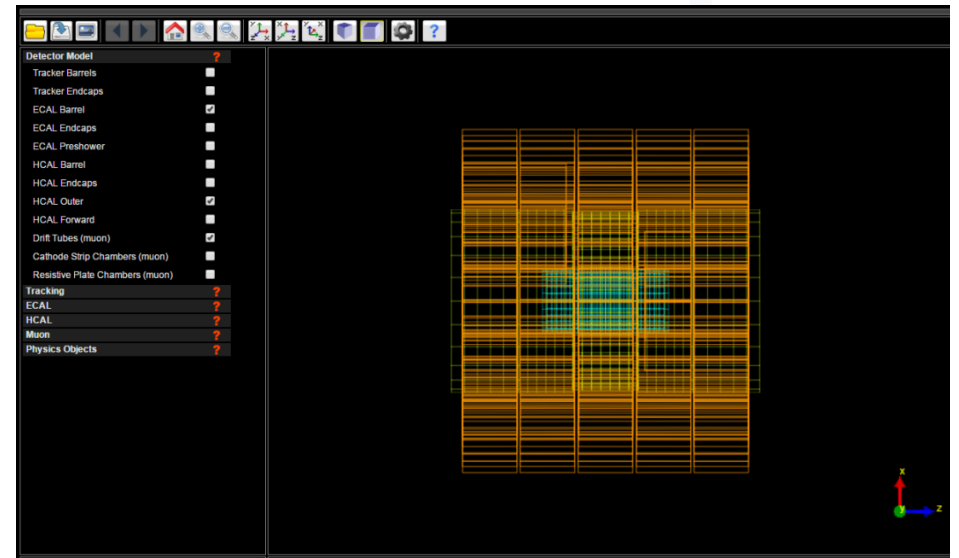 Detector Model ?
Tracker Barrels
Tracker Endcaps
ECAL Barrel
ECAL Endcaps
ECAL Preshower
HCAL Barrel
HCAL Endcaps
HCAL Outer
HCAL Forward
Drift Tubes (muon)
Cathode Strip Chambers (muon)
Resistive Plate Chambers (muon)
Tracking ?
ECAL ?
HCAL ?
Muon ?
Physics Objects ?
?
x
y z